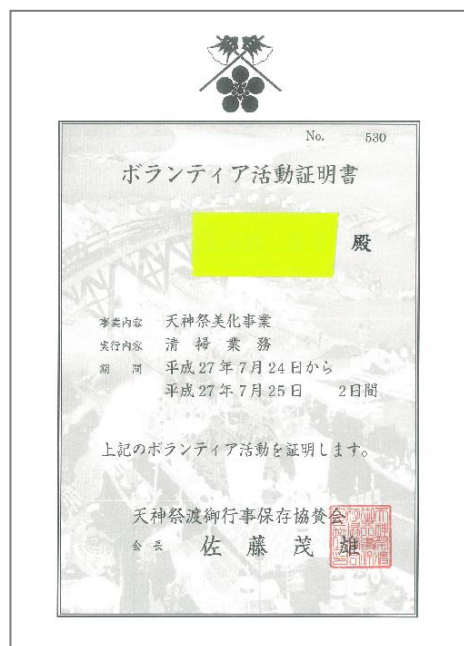 No. 530
ボランティア活動証明書
殿
事業内容 天神祭美化事業
実行内容 清掃業務
期間 平成27年7月24日から
平成27年7月25日 2日間
上記のボランティア活動を証明します。
天神祭渡御行事保存協賛会
会長 佐藤茂雄